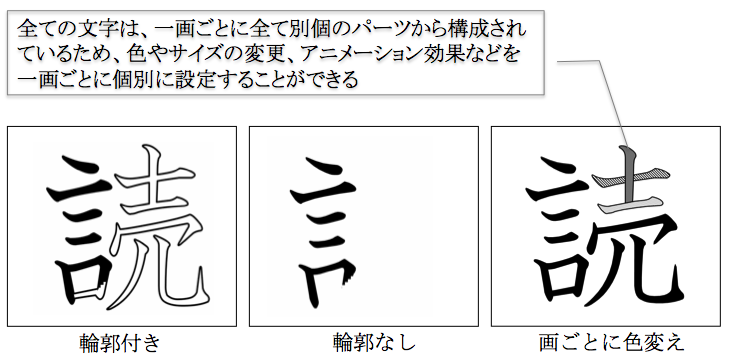 全ての文字は、一画ごとに全て別個のパーツから構成され
ているため、色やサイズの変更、アニメーション効果などを
一画ごとに個別に設定することができる
読
言
読
輪郭付き
輪郭なし
画ごとに色変え